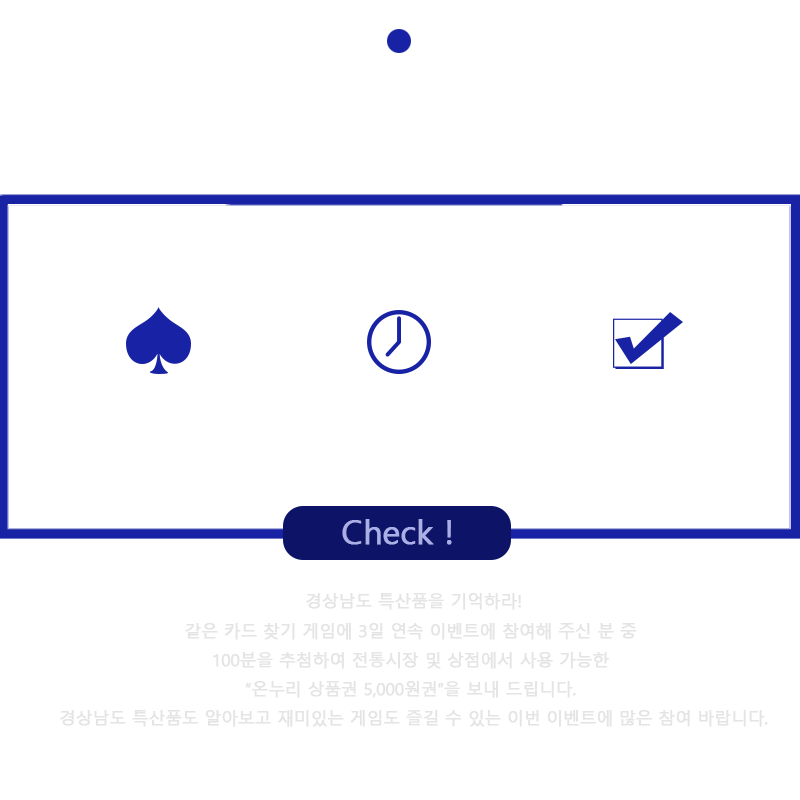 Check !
경상남도 특산품을 기억하라!
같은 카드 찾기 게임에 3일 연속 이벤트에 참여해 주신 분 중
100분을 추첨하여 전통시장 및 상점에서 사용 가능한
“온누리 상품권 5,000원권”을 보내 드립니다.
경상남도 특산품도 알아보고 재미있는 게임도 즐길 수 있는 이번 이벤트에 많은 참여 바랍니다.